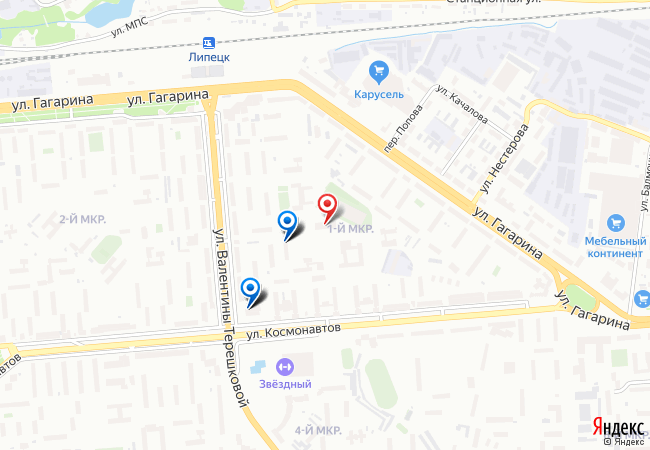 Станционная ул.
ул. МПС
Липецк
ул. Гагарина
ул. Гагарина
Карусель
ул. Качалова
пер. Попова
ул. Нестерова
ул. Гагарина
2-Й МКР.
1-Й МКР.
ул. Валентины Терешковой
Мебельный
континент
ул. Гагарина
ул. Космонавтов
Звёздный
4-Й МКР.
МКР.
Яндекс
© Яндекс